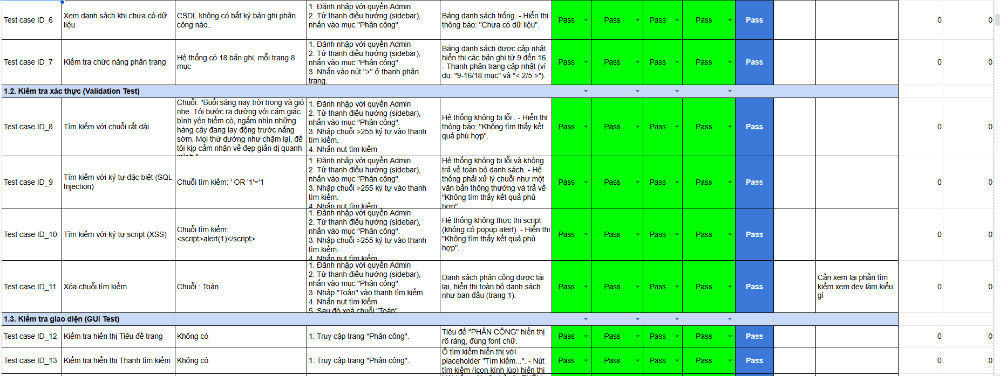 Test case ID_6
Xem danh sách khi chưa có dữ
liệu
CSDL không có bất kỳ bản ghi phân
công nào..
1. Đănh nhập với quyền Admin
2. Từ thanh điều hướng (sidebar),
nhấn vào mục "Phân công".
Bảng danh sách trống. - Hiển thị
thông báo: "Chưa có dữ liệu".
Pass
Pass
Pass
Pass
Pass
0
0
Test case ID_7
Kiểm tra chức năng phân trang
Hệ thống có 18 bản ghi, mỗi trang 8
mục
1. Đănh nhập với quyền Admin
2. Từ thanh điều hướng (sidebar),
nhấn vào mục "Phân công".
3. Nhấn vào nút ">" ở thanh phân
trang.
Bảng danh sách được cập nhật,
hiển thị các bản ghi từ 9 đến 16.
- Thanh phân trang cập nhật (ví
dụ: "9-16/18 mục" và "< 2/5 >").
Pass
Pass
Pass
Pass
Pass
0
0
1.2. Kiểm tra xác thực (Validation Test)
Test case ID_8
Tìm kiếm với chuỗi rất dài
Chuỗi: "Buổi sáng nay trời trong và gió
nhẹ. Tôi bước ra đường với cảm giác
bình yên hiếm có, ngắm nhìn những
hàng cây đang lay động trước nắng
sớm. Mọi thứ dường như chậm lại, để
tôi kịp cảm nhận vẻ đẹp giản dị quanh
mình."
1. Đănh nhập với quyền Admin
2. Từ thanh điều hướng (sidebar),
nhấn vào mục "Phân công".
3. Nhập chuỗi >255 ký tự vào thanh
tìm kiếm.
4. Nhấn nut tìm kiếm
Hệ thống không bị lỗi . - Hiển thị
thông báo: "Không tìm thấy kết
quả phù hợp".
Pass
Pass
Pass
Pass
Pass
0
0
Test case ID_9
Tìm kiếm với ký tự đặc biệt (SQL
Injection)
Chuỗi tìm kiếm: ' OR '1'='1
1. Đănh nhập với quyền Admin
2. Từ thanh điều hướng (sidebar),
nhấn vào mục "Phân công".
3. Nhập chuỗi >255 ký tự vào thanh
tìm kiếm.
4. Nhấn nut tìm kiếm
Hệ thống không bị lỗi và không
trả về toàn bộ danh sách. - Hệ
thống phải xử lý chuỗi như một
văn bản thông thường và trả về
"Không tìm thấy kết quả phù
hợp"
Pass
Pass
Pass
Pass
Pass
0
0
Test case ID_10
Tìm kiếm với ký tự script (XSS)
Chuỗi tìm kiếm:
&lt;script&gt;alert(1)&lt;/script&gt;
1. Đănh nhập với quyền Admin
2. Từ thanh điều hướng (sidebar),
nhấn vào mục "Phân công".
3. Nhập chuỗi >255 ký tự vào thanh
tìm kiếm.
4. Nhấn nut tìm kiếm
Hệ thống không thực thi script
(không có popup alert). - Hiển thị
"Không tìm thấy kết quả phù
hợp".
Pass
Pass
Pass
Pass
Pass
0
0
Test case ID_11
Xóa chuỗi tìm kiếm
Chuỗi : Toán
1. Đănh nhập với quyền Admin
2. Từ thanh điều hướng (sidebar),
nhấn vào mục "Phân công".
3. Nhập "Toán" vào thanh tìm kiếm.
4. Nhấn nut tìm kiếm
5. Sau đó xoá chuỗi "Toán"
Danh sách phân công được tải
lại, hiển thị toàn bộ danh sách
như ban đầu (trang 1).
Pass
Pass
Pass
Pass
Pass
Cần xem lại phần tìm
kiếm xem dev làm kiểu
gì
0
0
1.3. Kiểm tra giao diện (GUI Test)
Test case ID_12
Kiểm tra hiển thị Tiêu đề trang
Không có
1. Truy cập trang "Phân công".
Tiêu đề "PHÂN CÔNG" hiển thị
rõ ràng, đúng font chữ.
Pass
Pass
Pass
Pass
Pass
0
0
Test case ID_13
Kiểm tra hiển thị Thanh tìm kiếm
Không có
1. Truy cập trang "Phân công".
Ô tìm kiếm hiển thị với
placeholder "Tìm kiếm...". - Nút
tìm kiếm (icon kính lúp) hiển thị
Pass
Pass
Pass
Pass
Pass
0
0